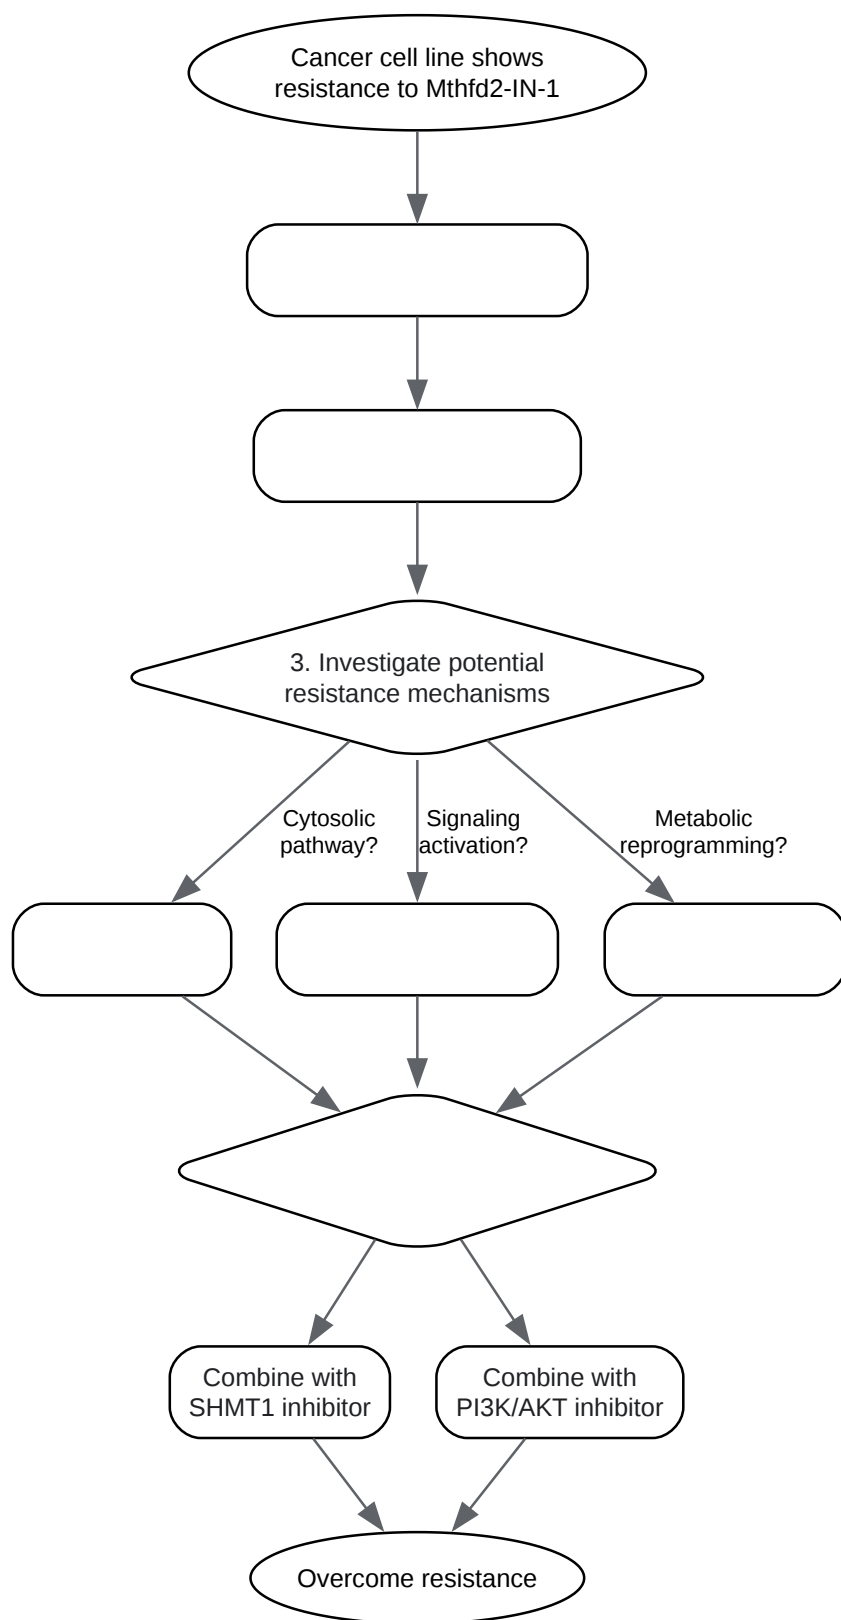 Cancer cell line shows
resistance to Mthfd2-IN-1
3. Investigate potential
resistance mechanisms
Cytosolic
pathway?
Signaling
activation?
Metabolic
reprogramming?
Combine with
SHMT1 inhibitor
Combine with
PI3K/AKT inhibitor
Overcome resistance